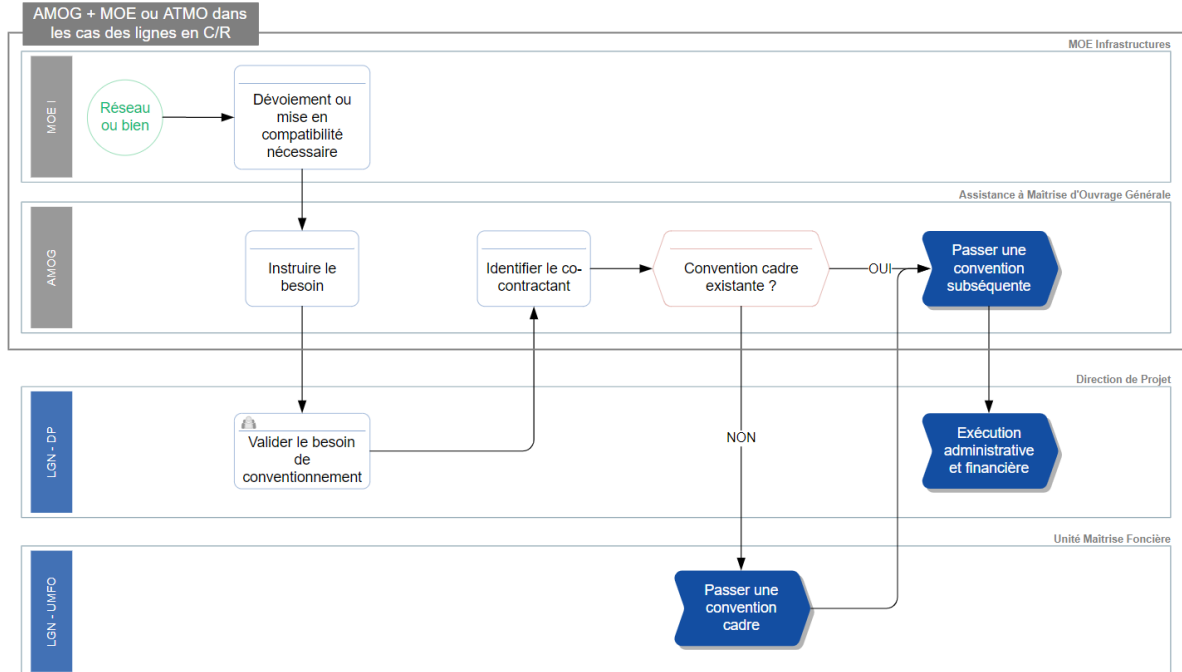 AMOG + MOE ou ATMO dans
les cas des lignes en C/R
MOE Infrastructures
MOE I
Réseau
ou bien
Dévoiement ou
mise en
compatibilité
nécessaire
Assistance à Maîtrise d'Ouvrage Générale
AMOG
Instruire le
besoin
Identifier le co-
contractant
Convention cadre
existante ?
OUI
Passer une
convention
subséquente
Direction de Projet
LGN - DP
Valider le besoin
de
conventionnement
NON
Exécution
administrative
et financière
Unité Maîtrise Foncière
LGN - UMFO
Passer une
convention
cadre